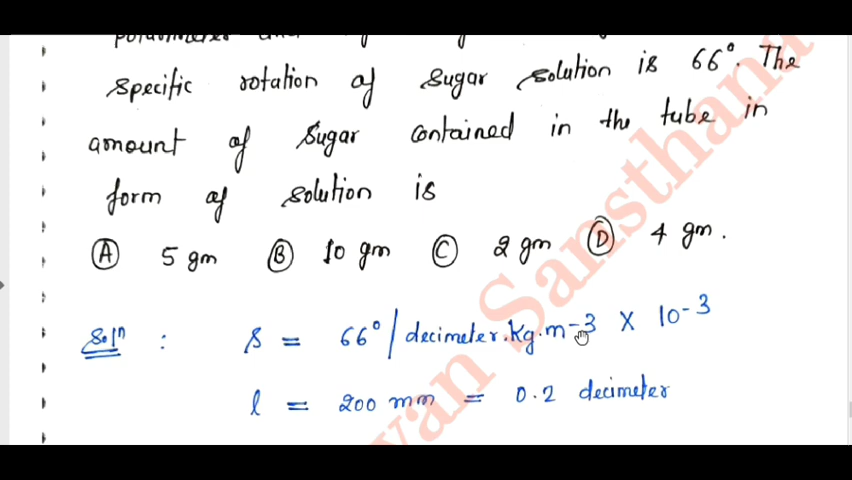 specific rotation of sugar solution is 66°. The
amount of sugar contained in the tube in
form of solution is
(A) 5 gm (B) 10 gm (C) 2 gm (D) 4 gm.
Soln : S = 66° / decimeter.kg.m-3 × 10-3
l = 200 mm = 0.2 decimeter
van Sansthana